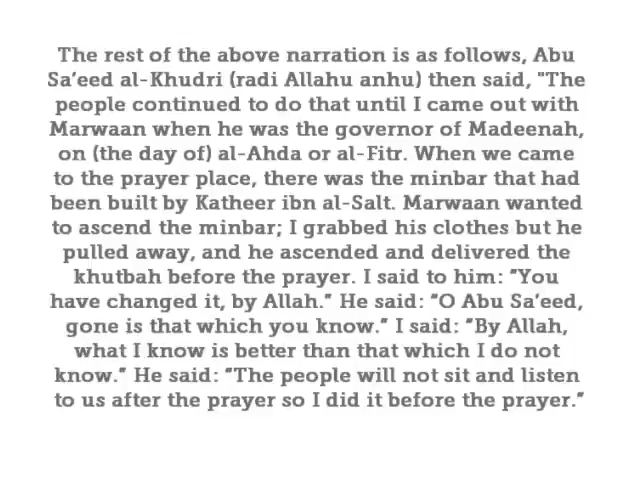 The rest of the above narration is as follows, Abu
Sa’eed al-Khudri (radi Allahu anhu) then said, "The
people continued to do that until I came out with
Marwaan when he was the governor of Madeenah,
on (the day of) al-Ahda or al-Fitr. When we came
to the prayer place, there was the minbar that had
been built by Katheer ibn al-Salt. Marwaan wanted
to ascend the minbar; I grabbed his clothes but he
pulled away, and he ascended and delivered the
khutbah before the prayer. I said to him: “You
have changed it, by Allah.” He said: “O Abu Sa’eed,
gone is that which you know.” I said: “By Allah,
what I know is better than that which I do not
know.” He said: “The people will not sit and listen
to us after the prayer so I did it before the prayer.”